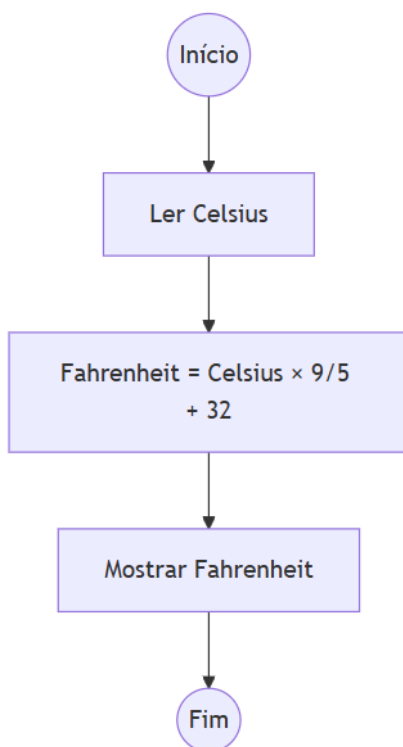 Início
Ler Celsius
Fahrenheit = Celsius × 9/5
+ 32
Mostrar Fahrenheit
Fim